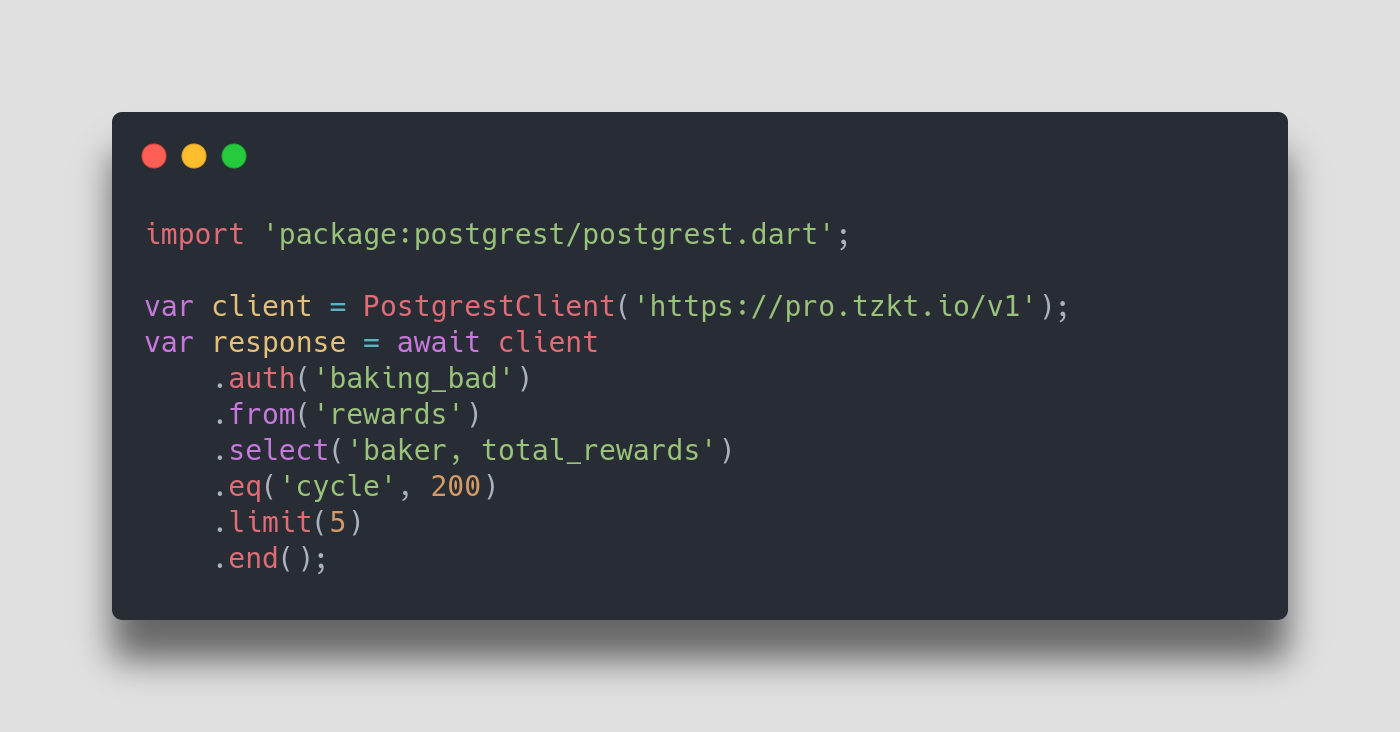 import 'package:postgrest/postgrest.dart';
var client = PostgrestClient('https://pro.tzkt.io/v1');
var response = await client
    .auth('baking_bad')
    .from('rewards')
    .select('baker, total_rewards')
    .eq('cycle', 200)
    .limit(5)
    .end();